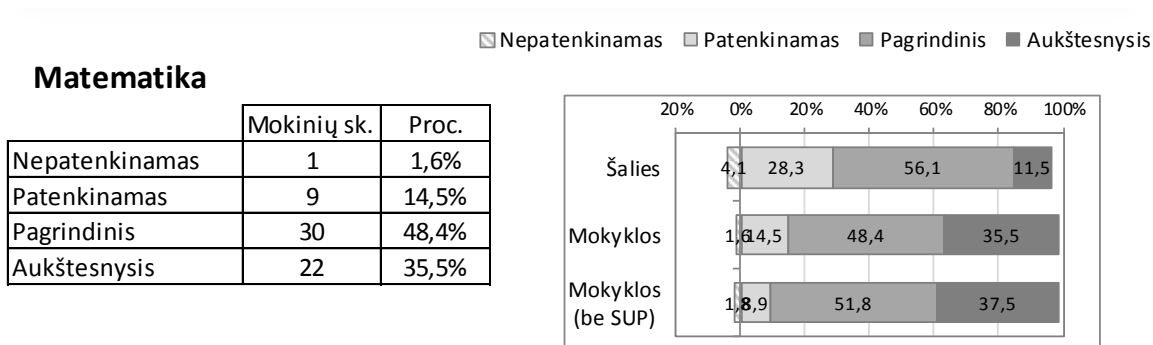 Nepatenkinamas Patenkinamas Pagrindinis Aukštesnysis
Matematika
Mokinių sk. Proc.
Nepatenkinamas 1 1,6%
Patenkinamas 9 14,5%
Pagrindinis 30 48,4%
Aukštesnysis 22 35,5%
20% 0% 20% 40% 60% 80% 100%
Šalies 4,1 28,3 56,1 11,5
Mokyklos 1,6 14,5 48,4 35,5
Mokyklos
(be SUP) 1,8 8,9 51,8 37,5